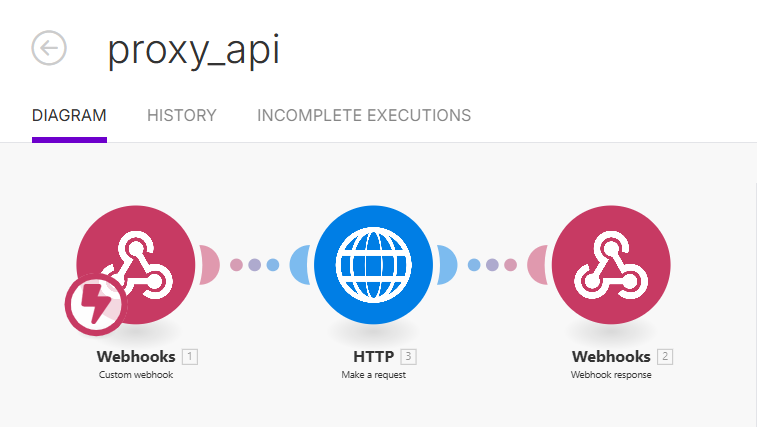 proxy_api
DIAGRAM HISTORY INCOMPLETE EXECUTIONS
Webhooks 1 HTTP 3 Webhooks 2
Custom webhook Make a request Webhook response